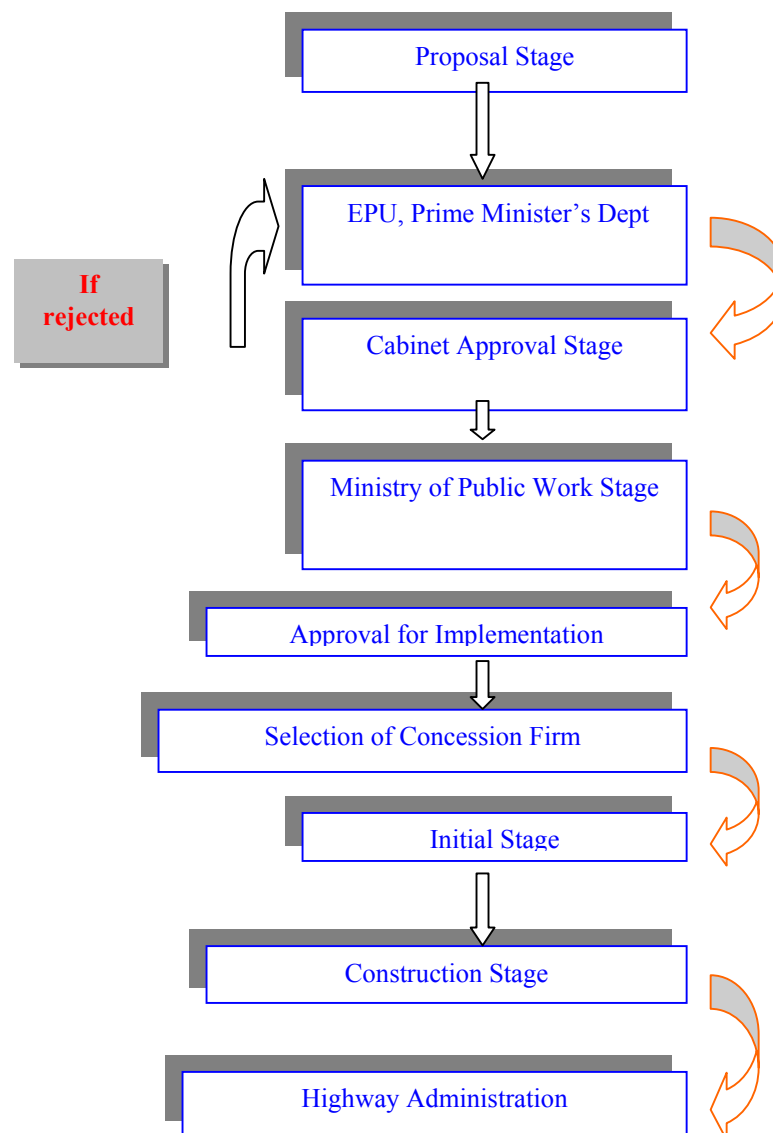 Proposal Stage
EPU, Prime Minister’s Dept
If
rejected
Cabinet Approval Stage
Ministry of Public Work Stage
Approval for Implementation
Selection of Concession Firm
Initial Stage
Construction Stage
Highway Administration